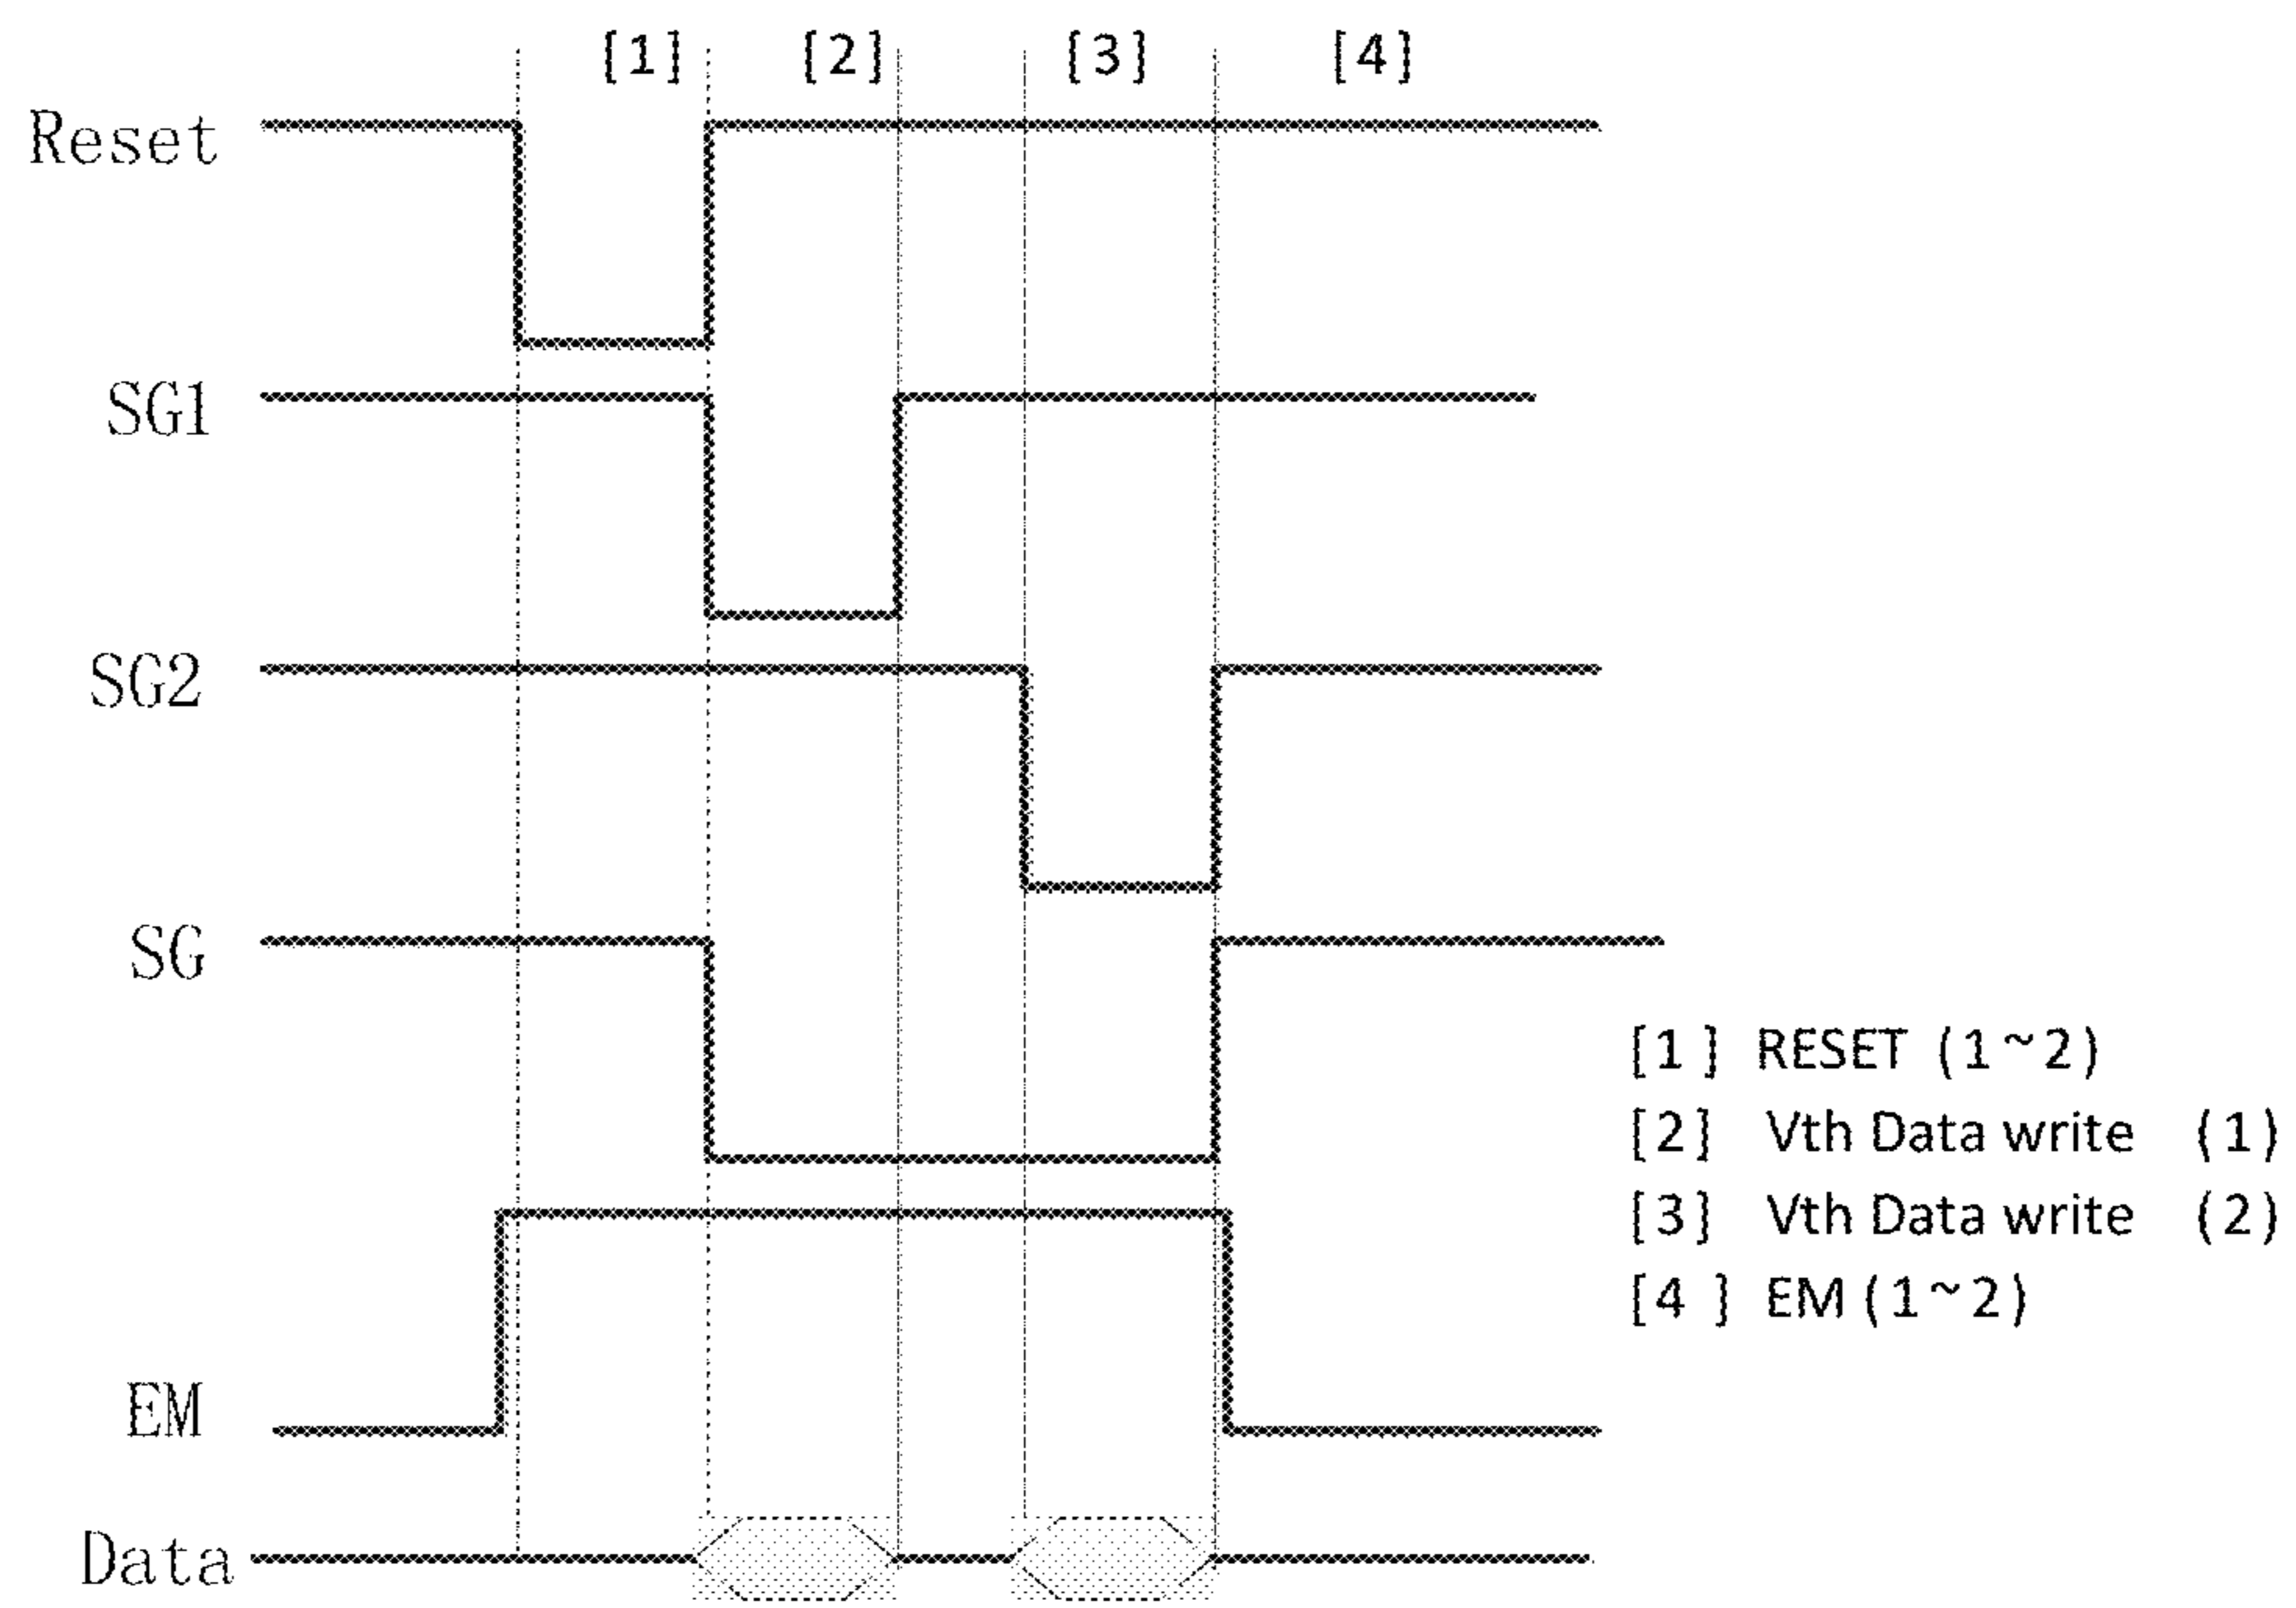 [1] [2] [3] [4]
Reset
SG1
SG2
SG
[1] RESET (1~2)
[2] Vth Data write (1)
[3] Vth Data write (2)
[4] EM (1~2)
EM
Data